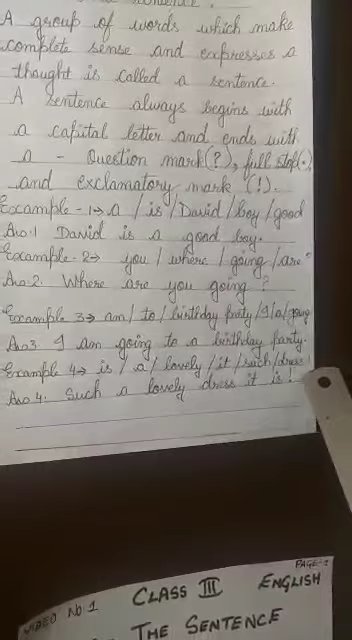 A group of words which make
complete sense and expresses a
thought is called a sentence.
A sentence always begins with
a capital letter and ends with
a - Question mark(?), full stop(.)
and exclamatory mark (!).
Example-1→ a / is / David / boy / good
Ans.1 David is a good boy.
Example-2→ you / where / going / are
Ans.2. Where are you going?
Example 3→ am / to / birthday party / I / a / going
Ans3. I am going to a birthday party.
Example 4→ is / a / lovely / it / such / dress
Ans 4. Such a lovely dress it is!
PAGE-1
VIDEO No 1 CLASS III ENGLISH
THE SENTENCE